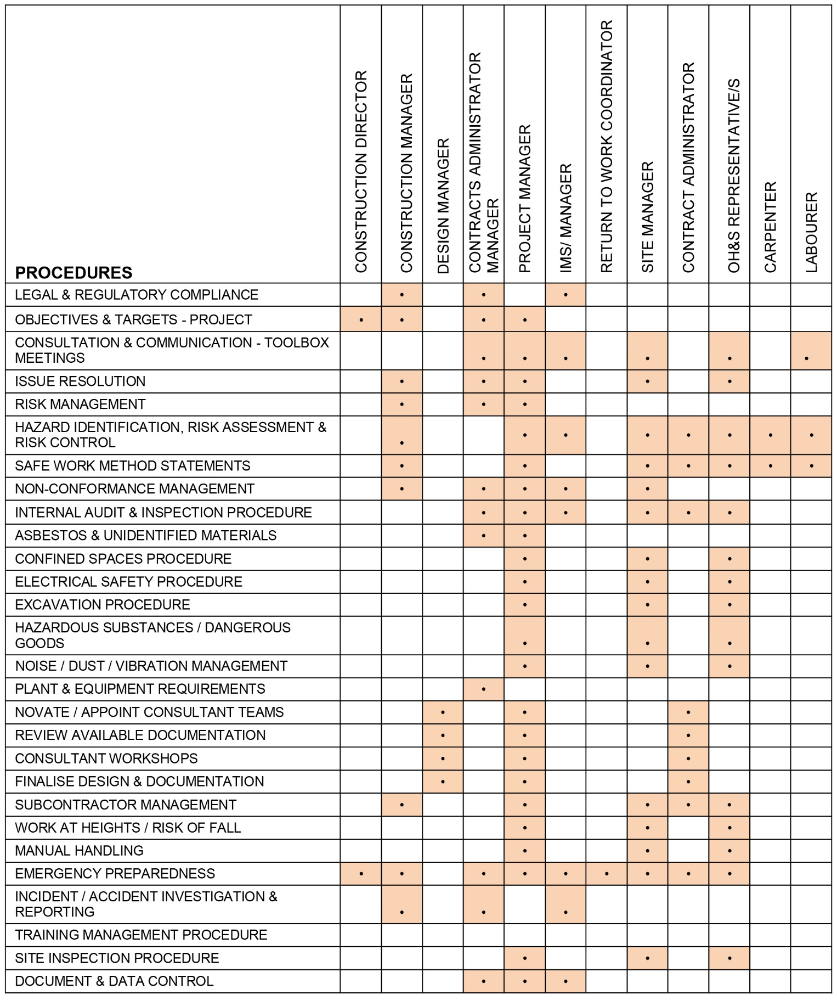 CONSTRUCTION DIRECTOR
CONSTRUCTION MANAGER
DESIGN MANAGER
CONTRACTS ADMINISTRATOR
MANAGER
PROJECT MANAGER
IMS/ MANAGER
RETURN TO WORK COORDINATOR
SITE MANAGER
CONTRACT ADMINISTRATOR
OH&S REPRESENTATIVE/S
CARPENTER
LABOURER
PROCEDURES
LEGAL & REGULATORY COMPLIANCE • • •
OBJECTIVES & TARGETS - PROJECT • • • •
CONSULTATION & COMMUNICATION - TOOLBOX
MEETINGS • • • • • •
ISSUE RESOLUTION • • • • •
RISK MANAGEMENT • • •
HAZARD IDENTIFICATION, RISK ASSESSMENT &
RISK CONTROL • • • • • • • •
SAFE WORK METHOD STATEMENTS • • • • • • •
NON-CONFORMANCE MANAGEMENT • • • • •
INTERNAL AUDIT & INSPECTION PROCEDURE • • • • • •
ASBESTOS & UNIDENTIFIED MATERIALS • •
CONFINED SPACES PROCEDURE • • •
ELECTRICAL SAFETY PROCEDURE • • •
EXCAVATION PROCEDURE • • •
HAZARDOUS SUBSTANCES / DANGEROUS
GOODS • • •
NOISE / DUST / VIBRATION MANAGEMENT • • •
PLANT & EQUIPMENT REQUIREMENTS •
NOVATE / APPOINT CONSULTANT TEAMS • • •
REVIEW AVAILABLE DOCUMENTATION • • •
CONSULTANT WORKSHOPS • • •
FINALISE DESIGN & DOCUMENTATION • • •
SUBCONTRACTOR MANAGEMENT • • • • •
WORK AT HEIGHTS / RISK OF FALL • • •
MANUAL HANDLING • • •
EMERGENCY PREPAREDNESS • • • • • • • • •
INCIDENT / ACCIDENT INVESTIGATION &
REPORTING • • •
TRAINING MANAGEMENT PROCEDURE
SITE INSPECTION PROCEDURE • • •
DOCUMENT & DATA CONTROL • • •